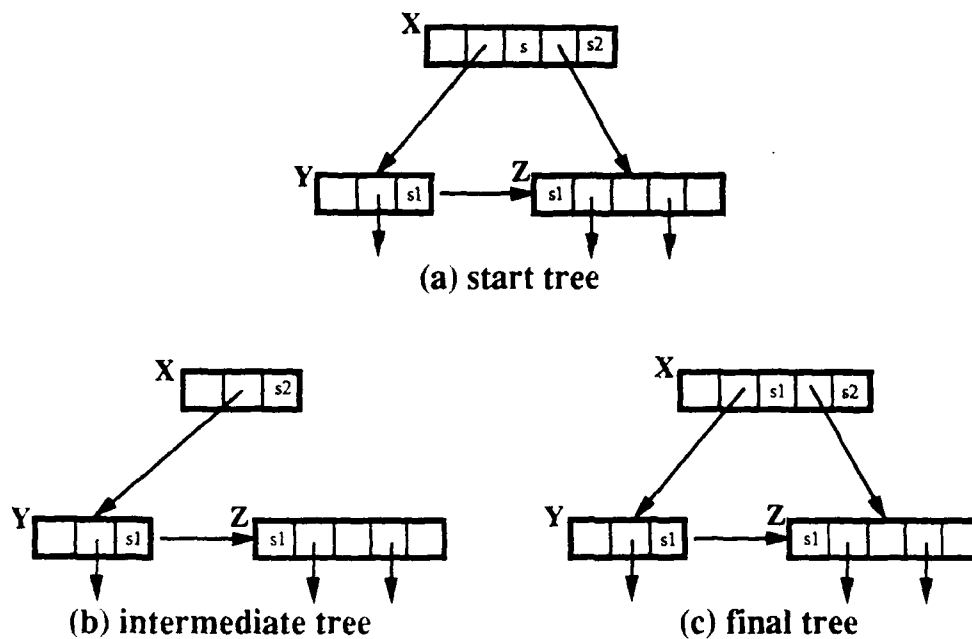 X s s2
Y s1 Z s1
(a) start tree
X s2 X s1 s2
Y s1 Z s1 Y s1 Z s1
(b) intermediate tree (c) final tree